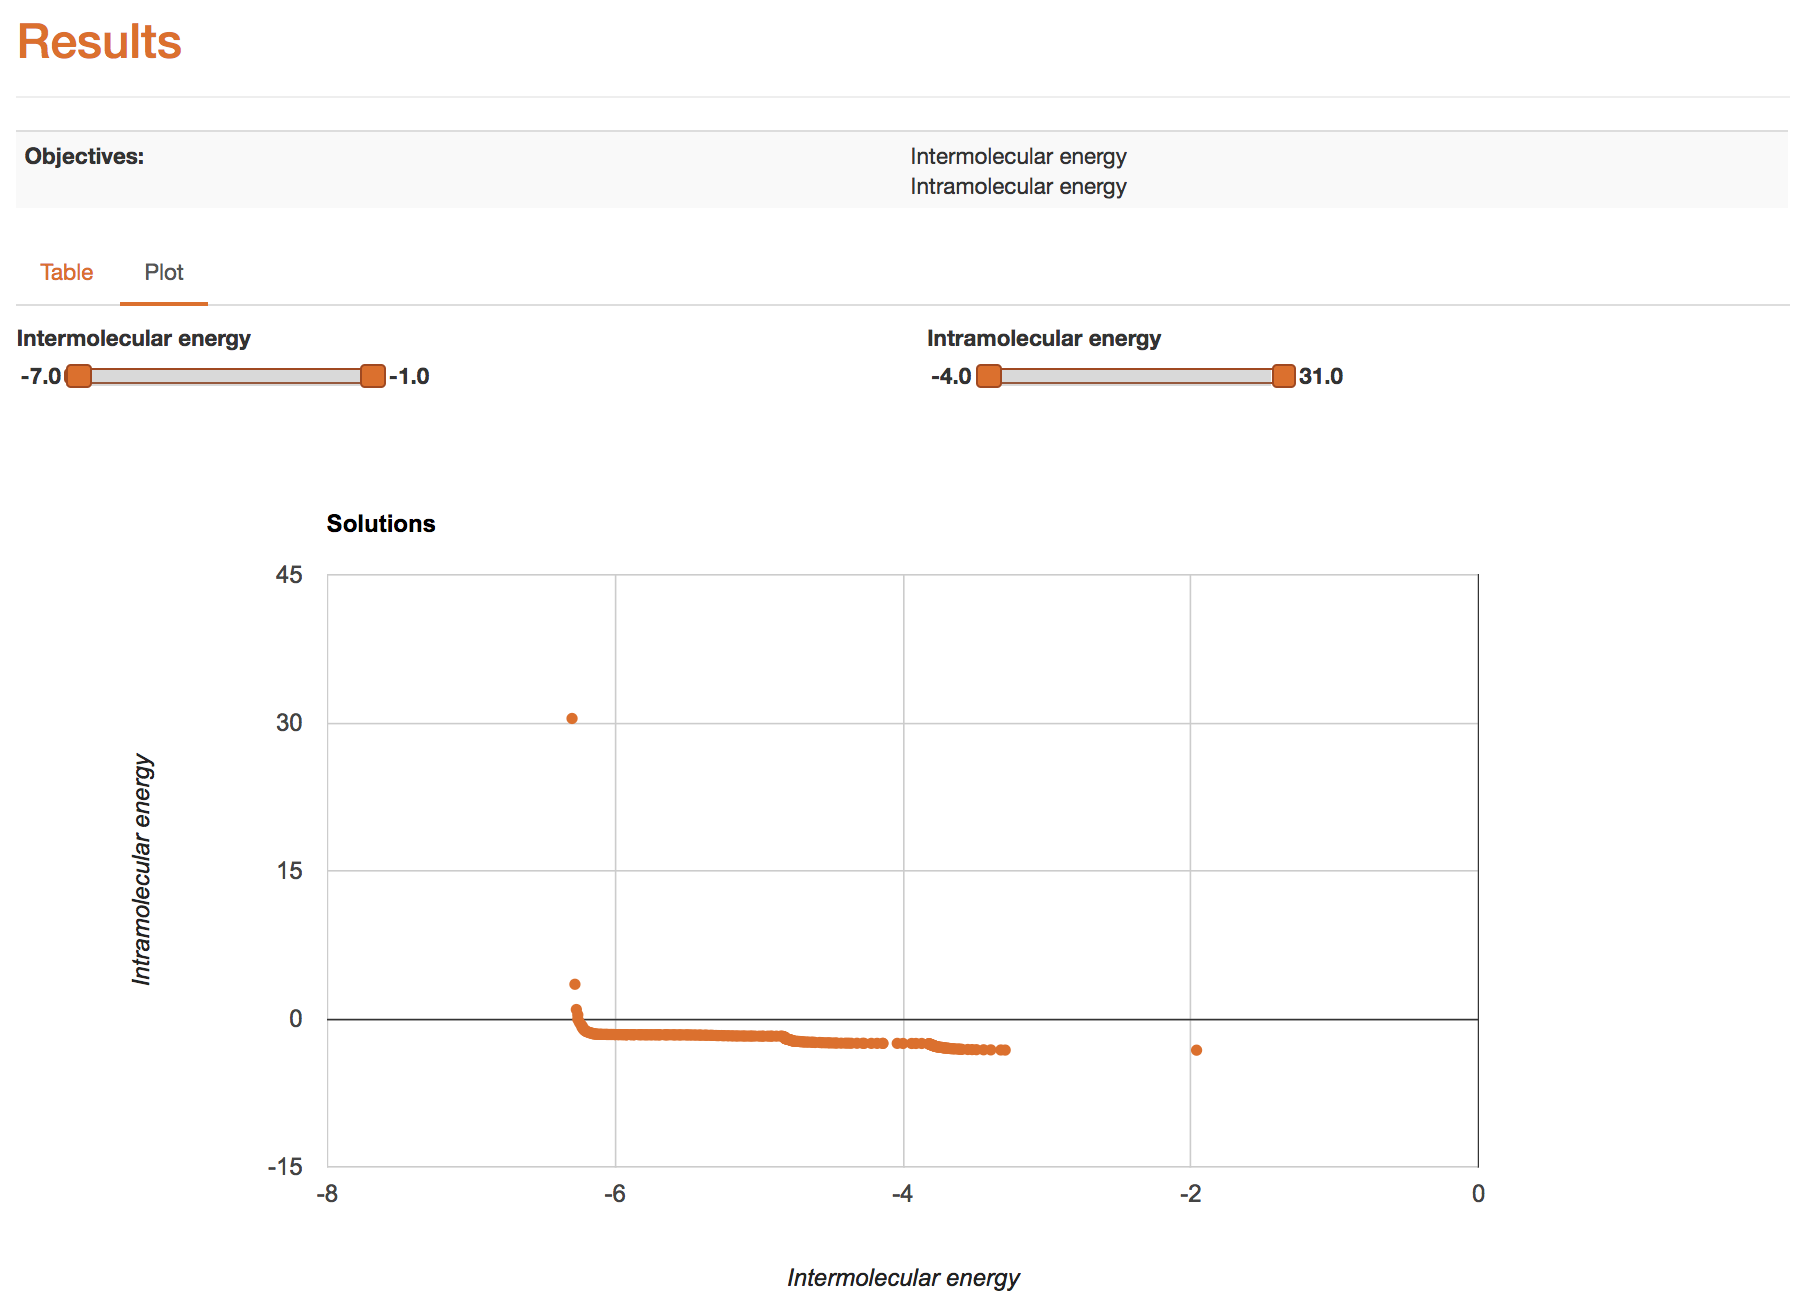 Results
Objectives:
Intermolecular energy
Intramolecular energy
Table Plot
Intermolecular energy
-7.0 -1.0
Intramolecular energy
-4.0 31.0
Solutions
45
30
15
0
-15
Intramolecular energy
-8 -6 -4 -2 0
Intermolecular energy